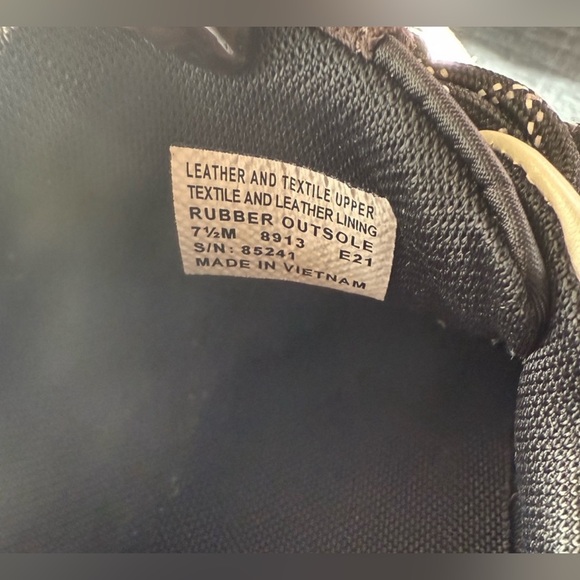 LEATHER AND TEXTILE UPPER
TEXTILE AND LEATHER LINING
RUBBER OUTSOLE
7½M 8913 E21
S/N: 85241
MADE IN VIETNAM